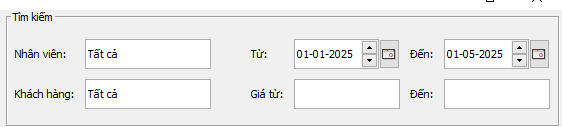 Tìm kiếm
Nhân viên: Tất cả Từ: 01-01-2025 Đến: 01-05-2025
Khách hàng: Tất cả Giá từ: Đến: